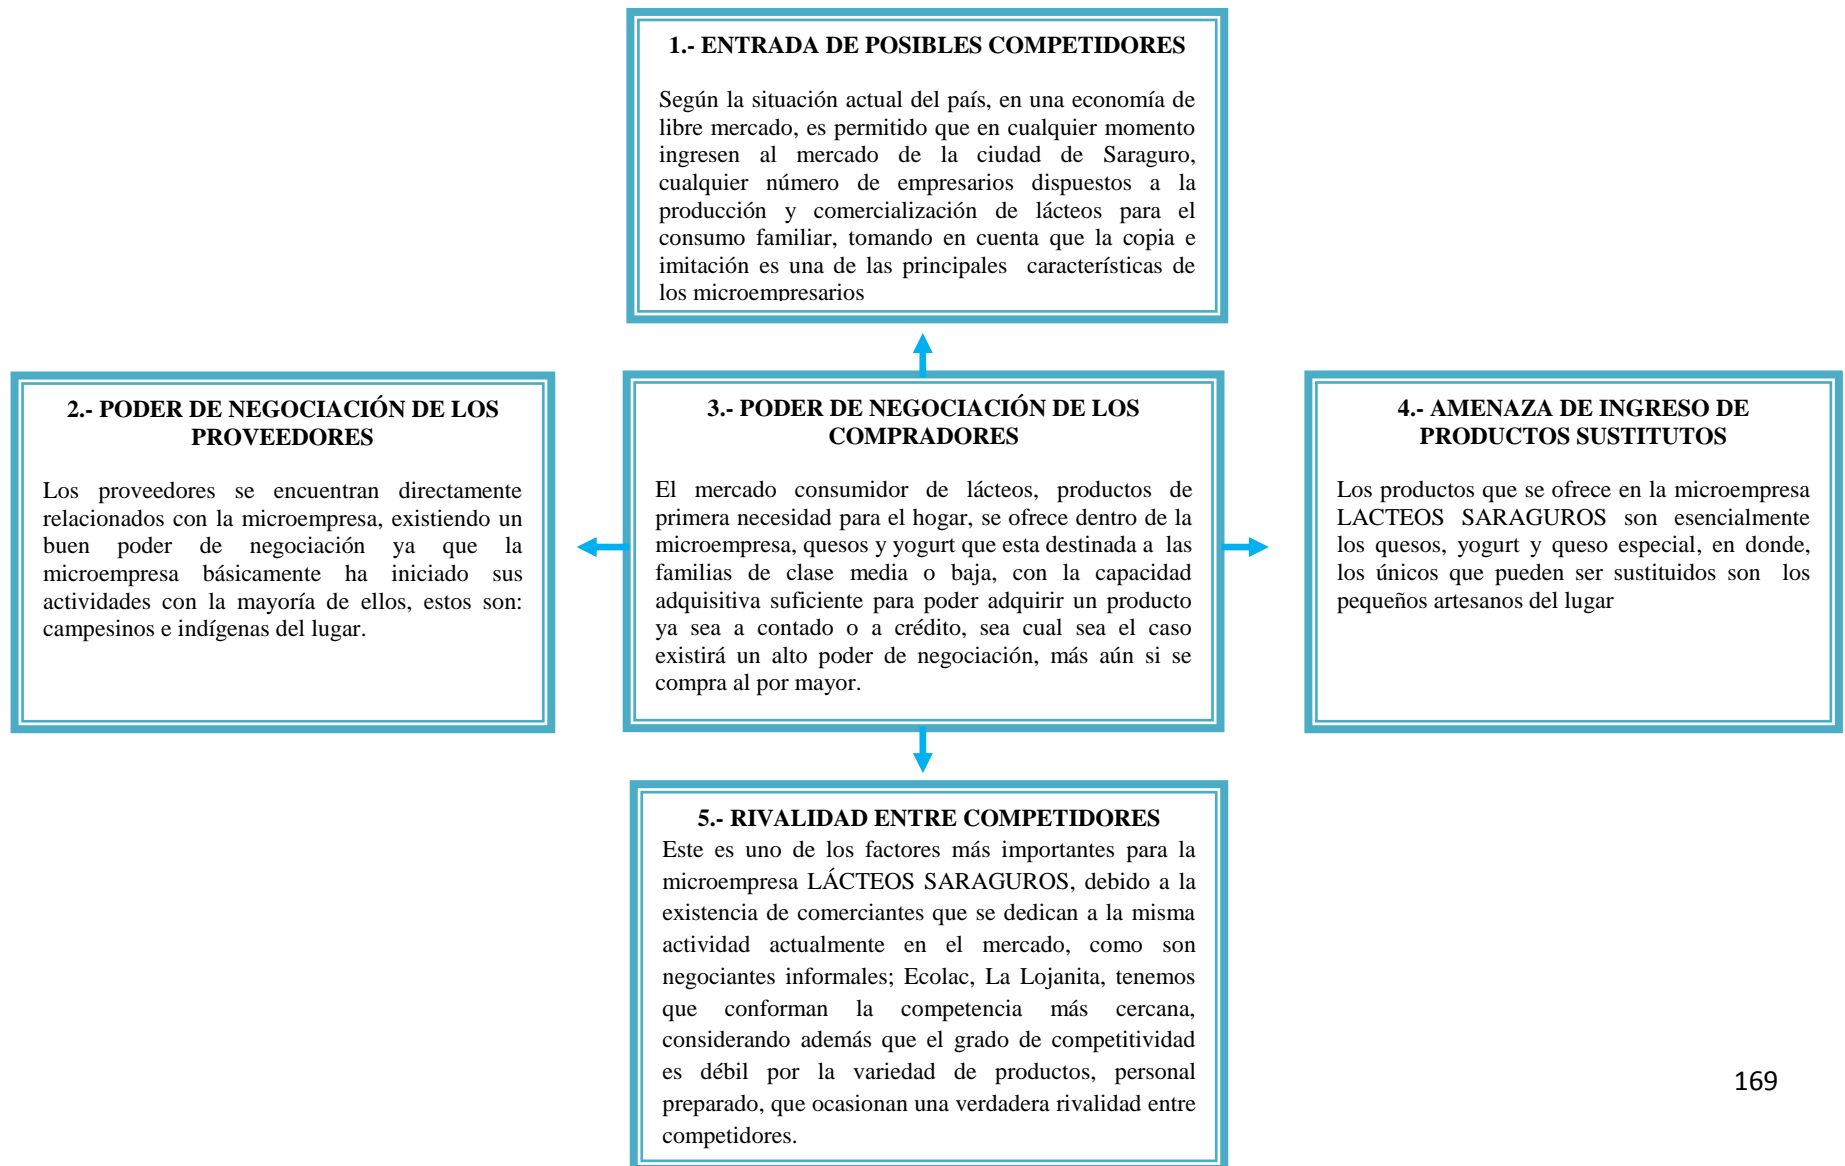 1.- ENTRADA DE POSIBLES COMPETIDORES
Según la situación actual del país, en una economía de
libre mercado, es permitido que en cualquier momento
ingresen al mercado de la ciudad de Saraguro,
cualquier número de empresarios dispuestos a la
producción y comercialización de lácteos para el
consumo familiar, tomando en cuenta que la copia e
imitación es una de las principales características de
los microempresarios
2.- PODER DE NEGOCIACIÓN DE LOS
PROVEEDORES
Los proveedores se encuentran directamente
relacionados con la microempresa, existiendo un
buen poder de negociación ya que la
microempresa básicamente ha iniciado sus
actividades con la mayoría de ellos, estos son:
campesinos e indígenas del lugar.
3.- PODER DE NEGOCIACIÓN DE LOS
COMPRADORES
El mercado consumidor de lácteos, productos de
primera necesidad para el hogar, se ofrece dentro de la
microempresa, quesos y yogurt que esta destinada a las
familias de clase media o baja, con la capacidad
adquisitiva suficiente para poder adquirir un producto
ya sea a contado o a crédito, sea cual sea el caso
existirá un alto poder de negociación, más aún si se
compra al por mayor.
4.- AMENAZA DE INGRESO DE
PRODUCTOS SUSTITUTOS
Los productos que se ofrece en la microempresa
LACTEOS SARAGUROS son esencialmente
los quesos, yogurt y queso especial, en donde,
los únicos que pueden ser sustituidos son los
pequeños artesanos del lugar
5.- RIVALIDAD ENTRE COMPETIDORES
Este es uno de los factores más importantes para la
microempresa LÁCTEOS SARAGUROS, debido a la
existencia de comerciantes que se dedican a la misma
actividad actualmente en el mercado, como son
negociantes informales; Ecolac, La Lojanita, tenemos
que conforman la competencia más cercana,
considerando además que el grado de competitividad
es débil por la variedad de productos, personal
preparado, que ocasionan una verdadera rivalidad entre
competidores.
169